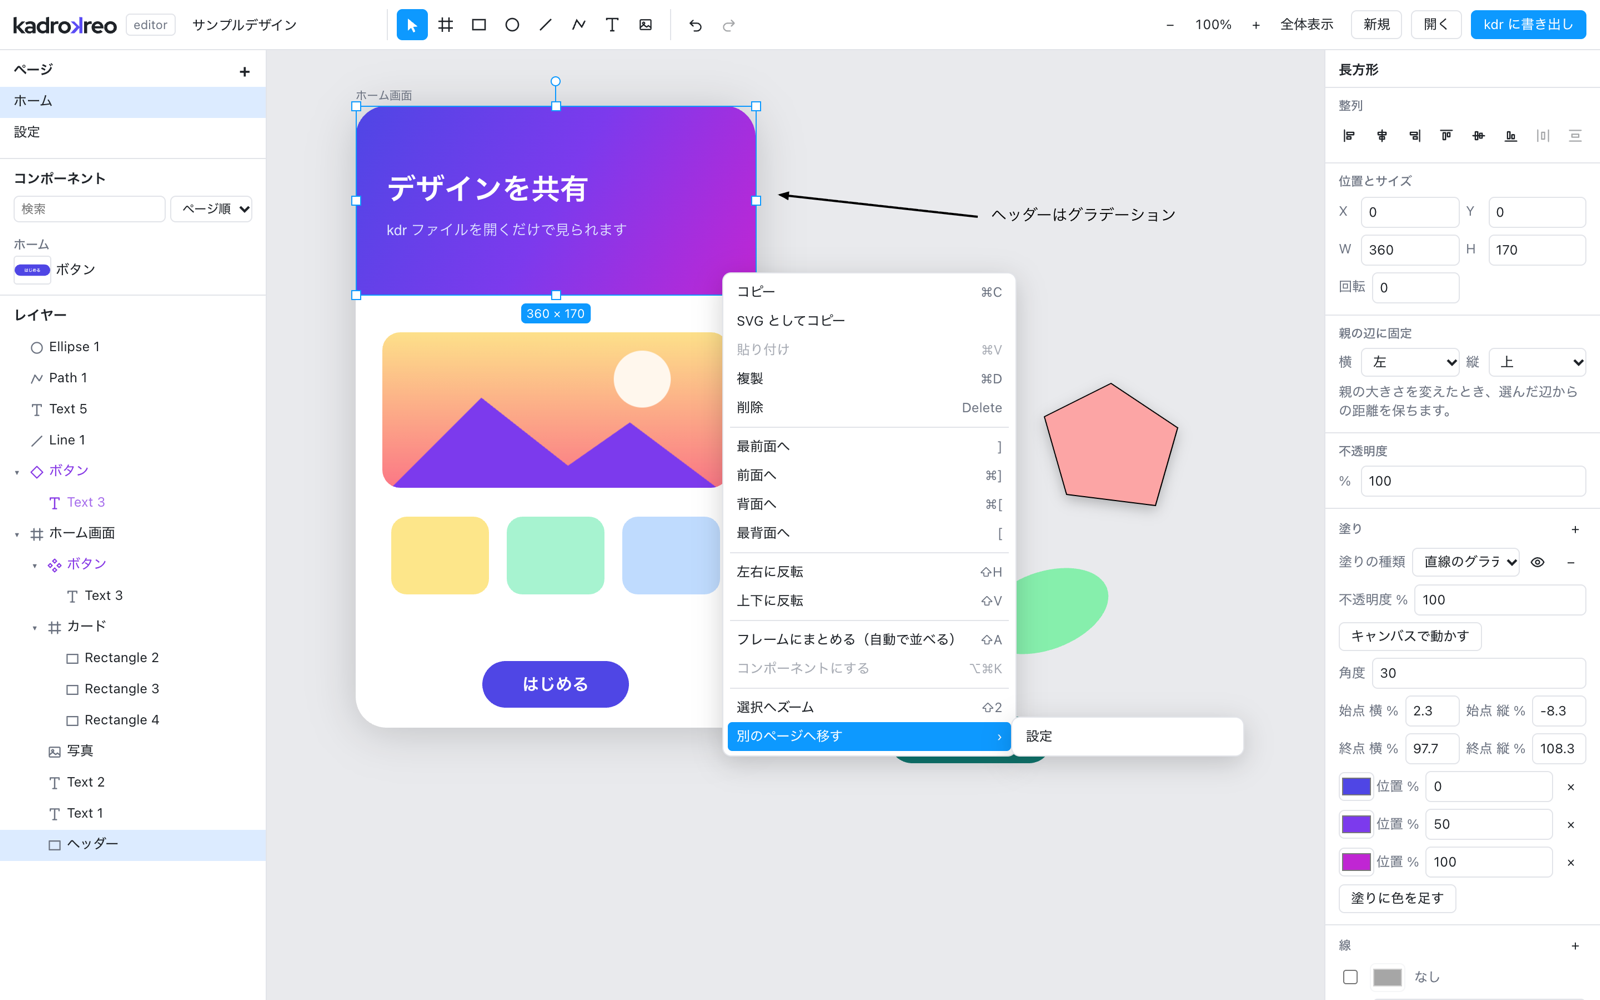 kadrokreo
editor
サンプルデザイン
100%
全体表示
新規
開く
kdr に書き出し
ページ
ホーム
設定
コンポーネント
検索
ページ順
ホーム
はじめる
ボタン
レイヤー
Ellipse 1
Path 1
Text 5
Line 1
ボタン
Text 3
ホーム画面
ボタン
Text 3
カード
Rectangle 2
Rectangle 3
Rectangle 4
写真
Text 2
Text 1
ヘッダー
ホーム画面
デザインを共有
kdr ファイルを開くだけで見られます
360 × 170
ヘッダーはグラデーション
はじめる
コピー ⌘C
SVG としてコピー
貼り付け ⌘V
複製 ⌘D
削除 Delete
最前面へ ]
前面へ ⌘]
背面へ ⌘[
最背面へ [
左右に反転 ⇧H
上下に反転 ⇧V
フレームにまとめる（自動で並べる） ⇧A
コンポーネントにする ⌥⌘K
選択へズーム ⇧2
別のページへ移す ›
設定
長方形
整列
位置とサイズ
X 0 Y 0
W 360 H 170
回転 0
親の辺に固定
横 左 縦 上
親の大きさを変えたとき、選んだ辺から
の距離を保ちます。
不透明度
% 100
塗り
塗りの種類 直線のグラデ
不透明度 % 100
キャンバスで動かす
角度 30
始点 横 % 2.3 始点 縦 % -8.3
終点 横 % 97.7 終点 縦 % 108.3
位置 % 0
位置 % 50
位置 % 100
塗りに色を足す
線
なし